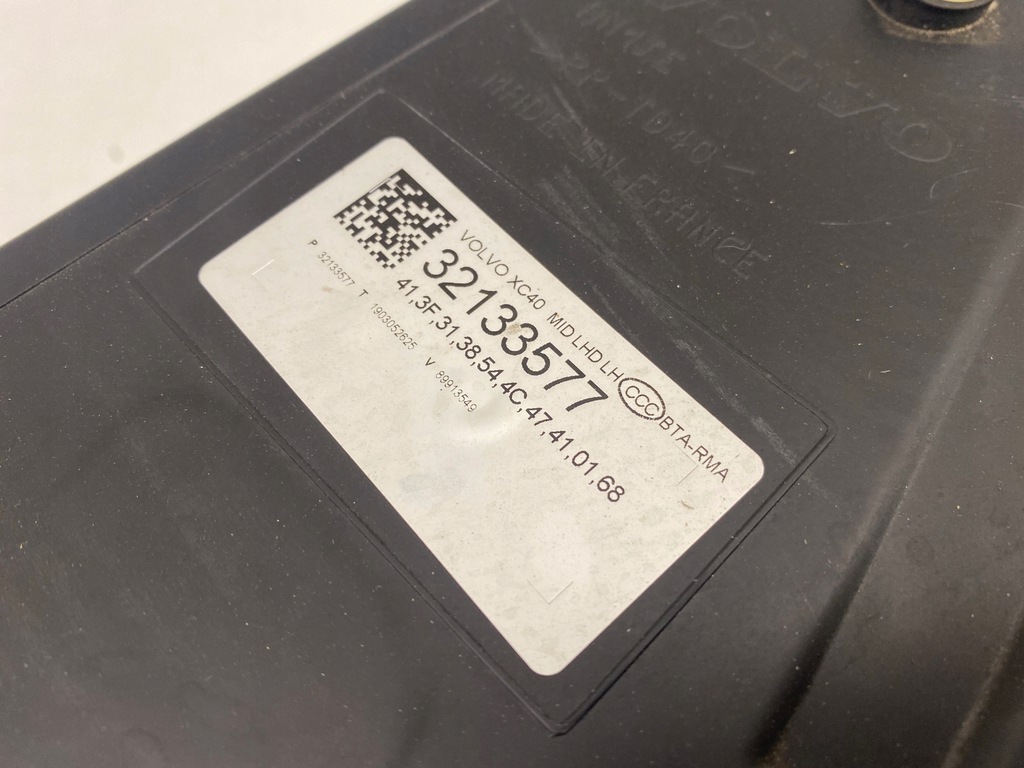 VOLVO
MADE IN FRANCE
VOLVO XC40 MID LHD LH CCC BTA-RMA
32133577
41,3F,31,38,54,4C,47,41,01,68
P 32133577 T 1903052625 V 89913549